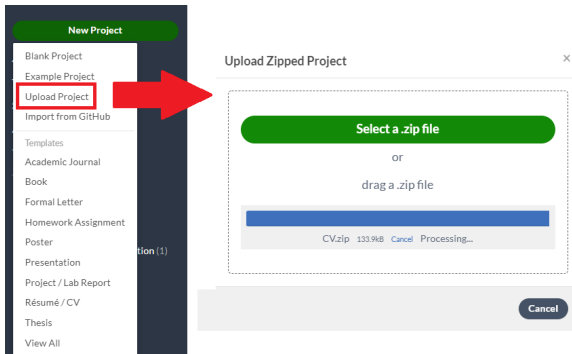 New Project
Blank Project
Example Project
Upload Project
Import from GitHub
Templates
Academic Journal
Book
Formal Letter
Homework Assignment
Poster
Presentation
Project / Lab Report
Résumé / CV
Thesis
View All
tion (1)
Upload Zipped Project
×
Select a .zip file
or
drag a .zip file
CV.zip 133.9kB Cancel Processing...
Cancel